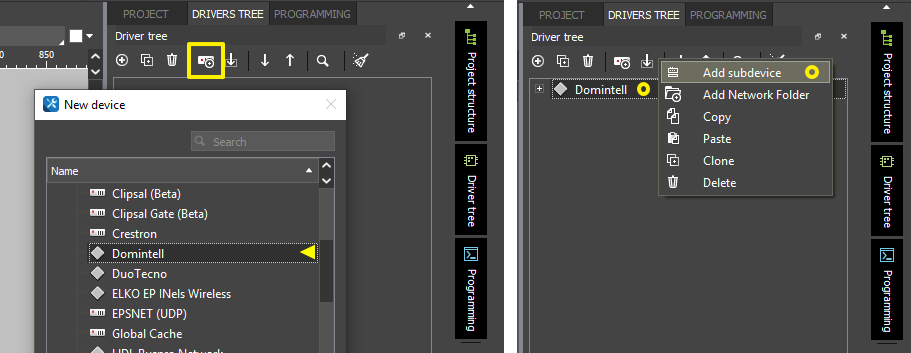 PROJECT DRIVERS TREE PROGRAMMING
Driver tree
850
New device
Search
Name
Clipsal (Beta)
Clipsal Gate (Beta)
Crestron
Domintell
DuoTecno
ELKO EP INels Wireless
EPSNET (UDP)
Global Cache
Project structure
Driver tree
Programming
PROJECT DRIVERS TREE PROGRAMMING
Driver tree
Domintell
Add subdevice
Add Network Folder
Copy
Paste
Clone
Delete
Project structure
Driver tree
Programming